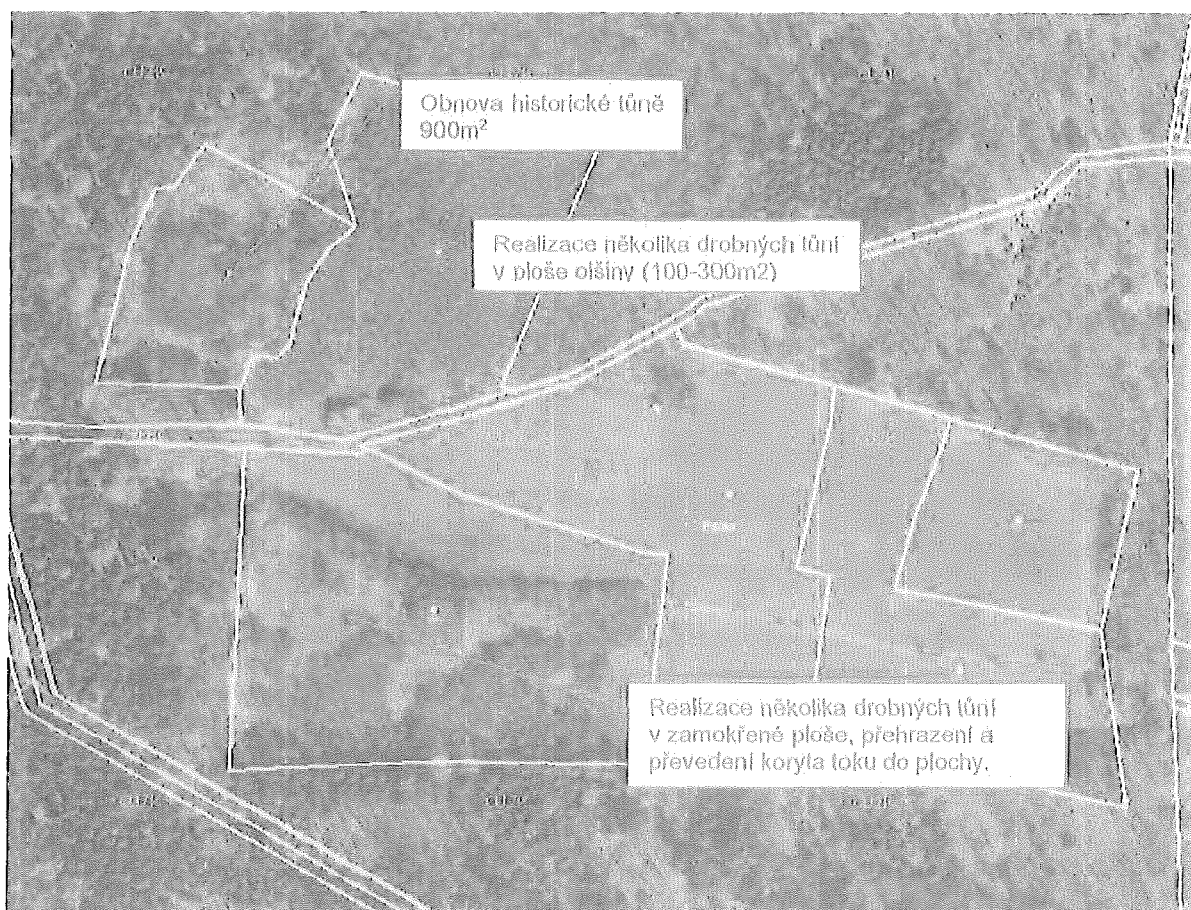 Obnova historické tůně
900m²
Realizace několika drobných tůní
v ploše olšiny (100-300m2)
Realizace několika drobných tůní
v zamokřené ploše, přehrazení a
převedení koryta toku do plochy.